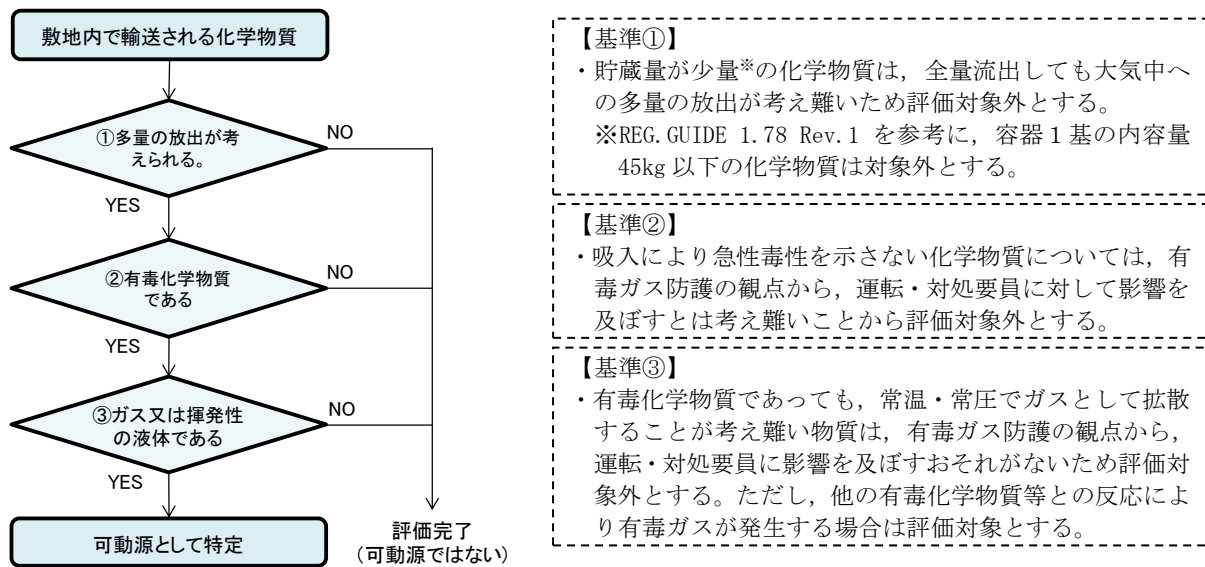 敷地内で輸送される化学物質
①多量の放出が考
えられる。
NO
YES
②有毒化学物質
である
NO
YES
③ガス又は揮発性
の液体である
NO
YES
可動源として特定
評価完了
（可動源ではない）
【基準①】
・貯蔵量が少量※の化学物質は，全量流出しても大気中へ
の多量の放出が考え難いため評価対象外とする。
※REG.GUIDE 1.78 Rev.1 を参考に，容器１基の内容量
45kg 以下の化学物質は対象外とする。
【基準②】
・吸入により急性毒性を示さない化学物質については，有
毒ガス防護の観点から，運転・対処要員に対して影響を
及ぼすとは考え難いことから評価対象外とする。
【基準③】
・有毒化学物質であっても，常温・常圧でガスとして拡散
することが考え難い物質は，有毒ガス防護の観点から，
運転・対処要員に影響を及ぼすおそれがないため評価対
象外とする。ただし，他の有毒化学物質等との反応によ
り有毒ガスが発生する場合は評価対象とする。